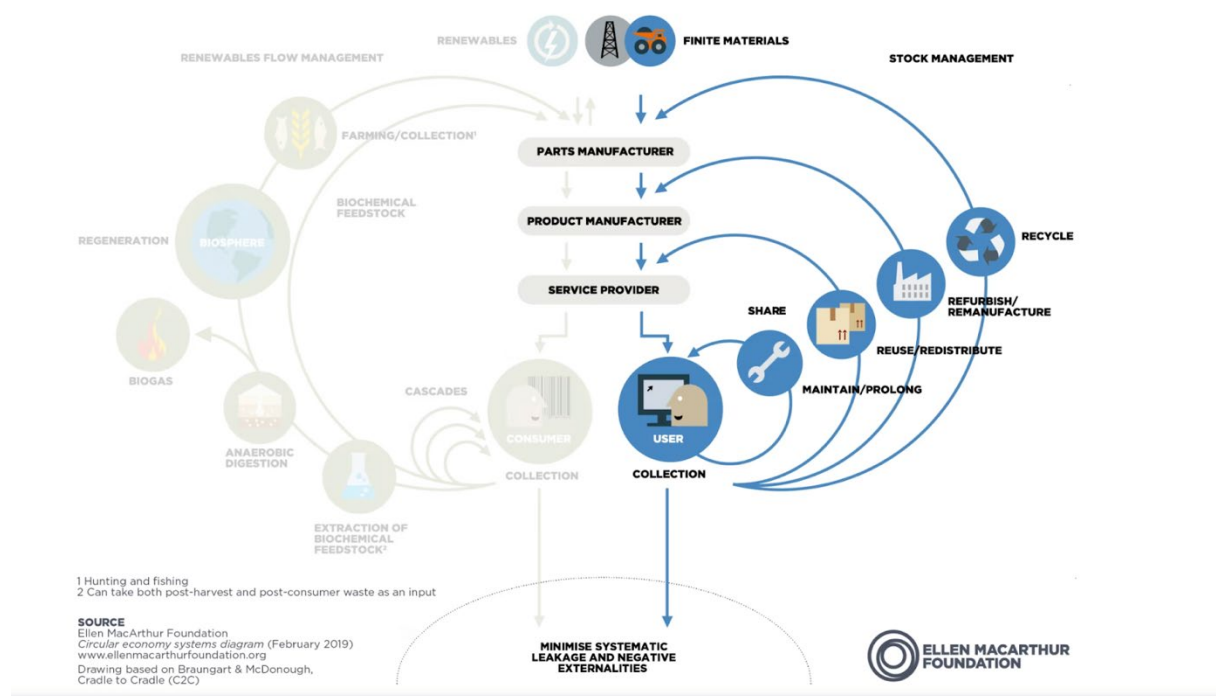 RENEWABLES
FINITE MATERIALS
RENEWABLES FLOW MANAGEMENT
STOCK MANAGEMENT
FARMING/COLLECTION¹
PARTS MANUFACTURER
BIOCHEMICAL
FEEDSTOCK
PRODUCT MANUFACTURER
REGENERATION
BIOSPHERE
RECYCLE
SERVICE PROVIDER
SHARE
REFURBISH/
REMANUFACTURE
REUSE/REDISTRIBUTE
BIOGAS
CASCADES
MAINTAIN/PROLONG
CONSUMER
USER
ANAEROBIC
DIGESTION
COLLECTION
COLLECTION
EXTRACTION OF
BIOCHEMICAL
FEEDSTOCK²
1 Hunting and fishing
2 Can take both post-harvest and post-consumer waste as an input
SOURCE
Ellen MacArthur Foundation
Circular economy systems diagram (February 2019)
www.ellenmacarthurfoundation.org
Drawing based on Braungart & McDonough,
Cradle to Cradle (C2C)
MINIMISE SYSTEMATIC
LEAKAGE AND NEGATIVE
EXTERNALITIES
ELLEN MACARTHUR
FOUNDATION